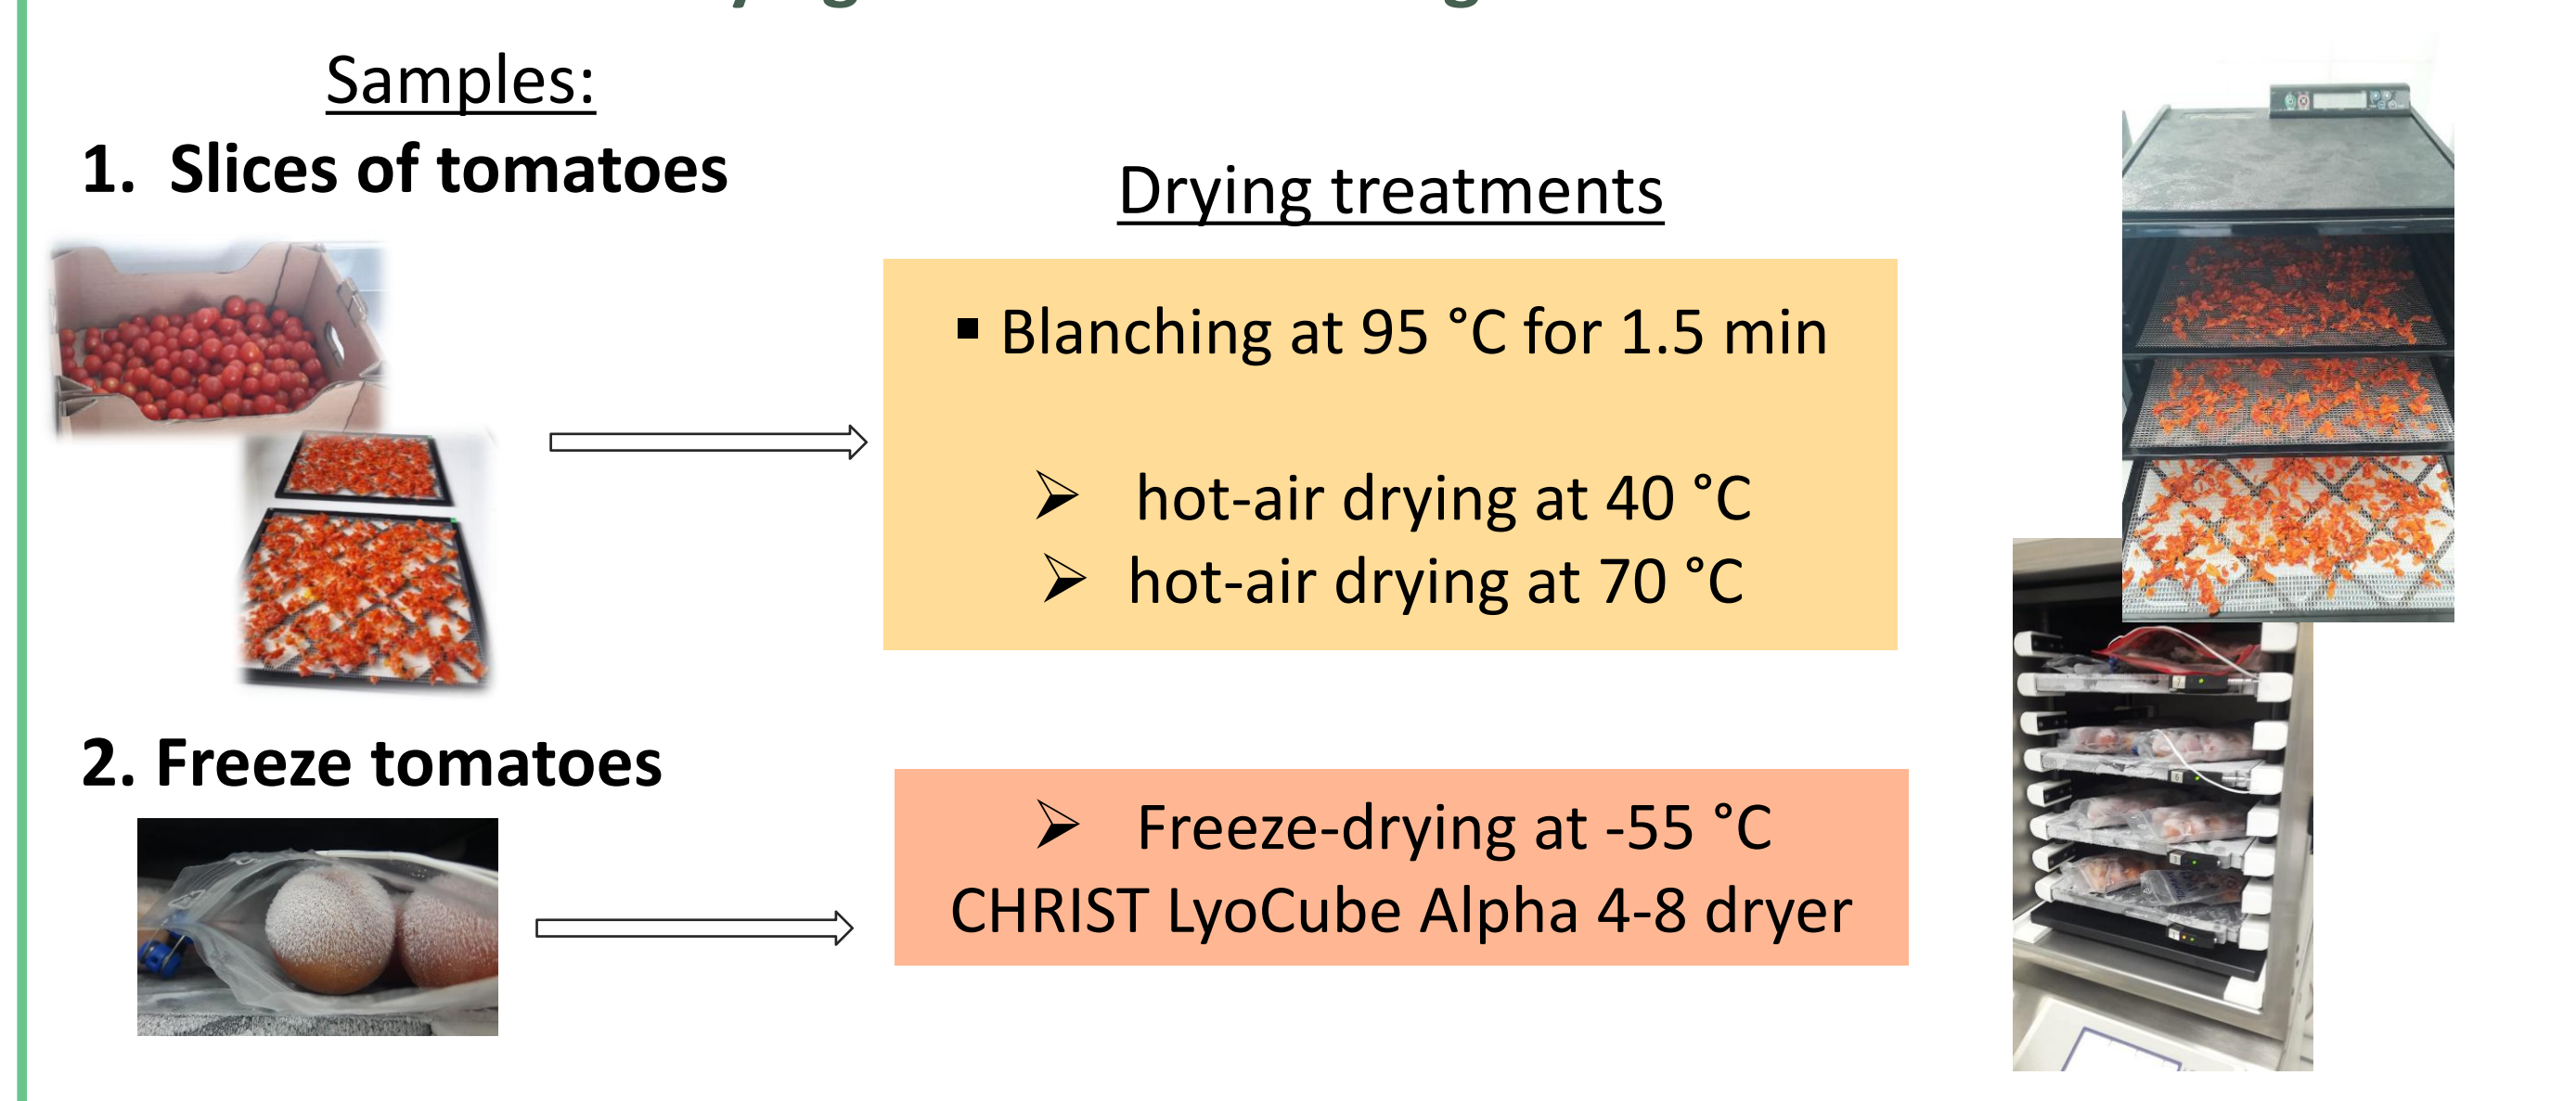 Samples:
1. Slices of tomatoes
Drying treatments
▪ Blanching at 95 °C for 1.5 min
➢ hot-air drying at 40 °C
➢ hot-air drying at 70 °C
2. Freeze tomatoes
➢ Freeze-drying at -55 °C
CHRIST LyoCube Alpha 4-8 dryer